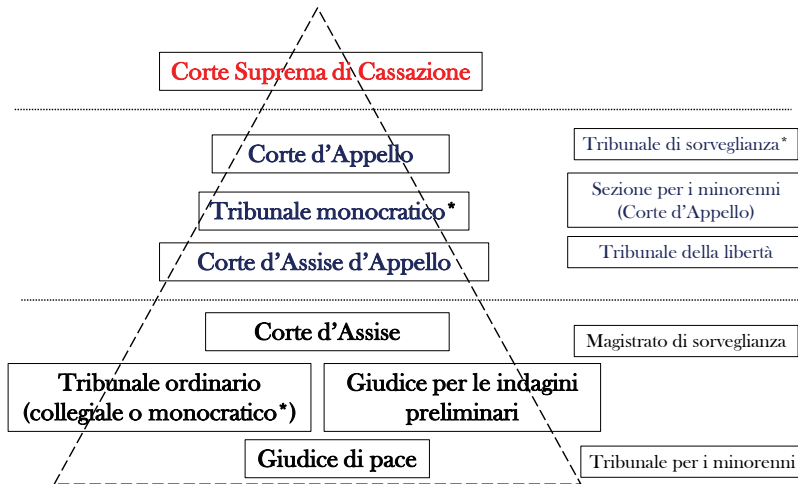 Corte Suprema di Cassazione
Corte d'Appello
Tribunale di sorveglianza*
Tribunale monocratico*
Sezione per i minorenni
(Corte d'Appello)
Corte d'Assise d'Appello
Tribunale della libertà
Corte d'Assise
Magistrato di sorveglianza
Tribunale ordinario
(collegiale o monocratico*)
Giudice per le indagini
preliminari
Giudice di pace
Tribunale per i minorenni